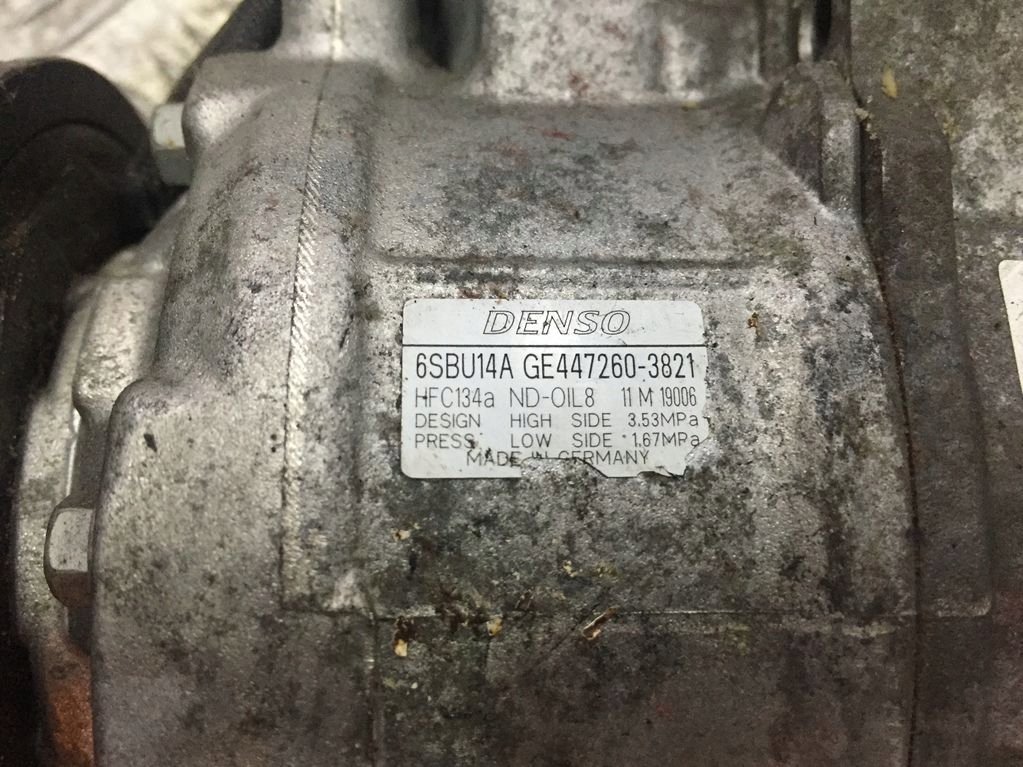 DENSO
6SBU14A GE447260-3821
HFC134a ND-OIL8 11 M 19006
DESIGN HIGH SIDE 3.53MPa
PRESS. LOW SIDE 1.67MPa
MADE IN GERMANY